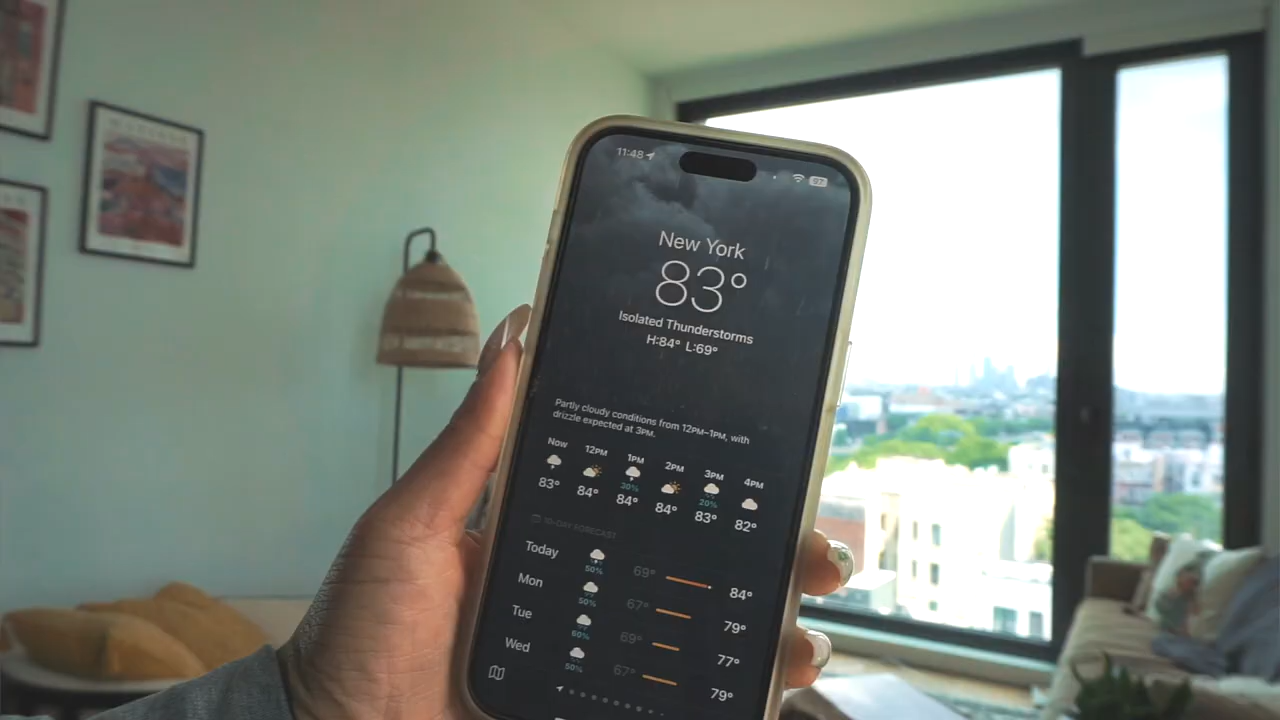 11:48
97
New York
83°
Isolated Thunderstorms
H:84° L:69°
Partly cloudy conditions from 12PM–1PM, with
drizzle expected at 3PM.
Now 12PM 1PM 2PM 3PM 4PM
30% 20%
83° 84° 84° 84° 83° 82°
10-DAY FORECAST
Today 50% 69° 84°
Mon 50% 67° 79°
Tue 60% 69° 77°
Wed 50% 67° 79°